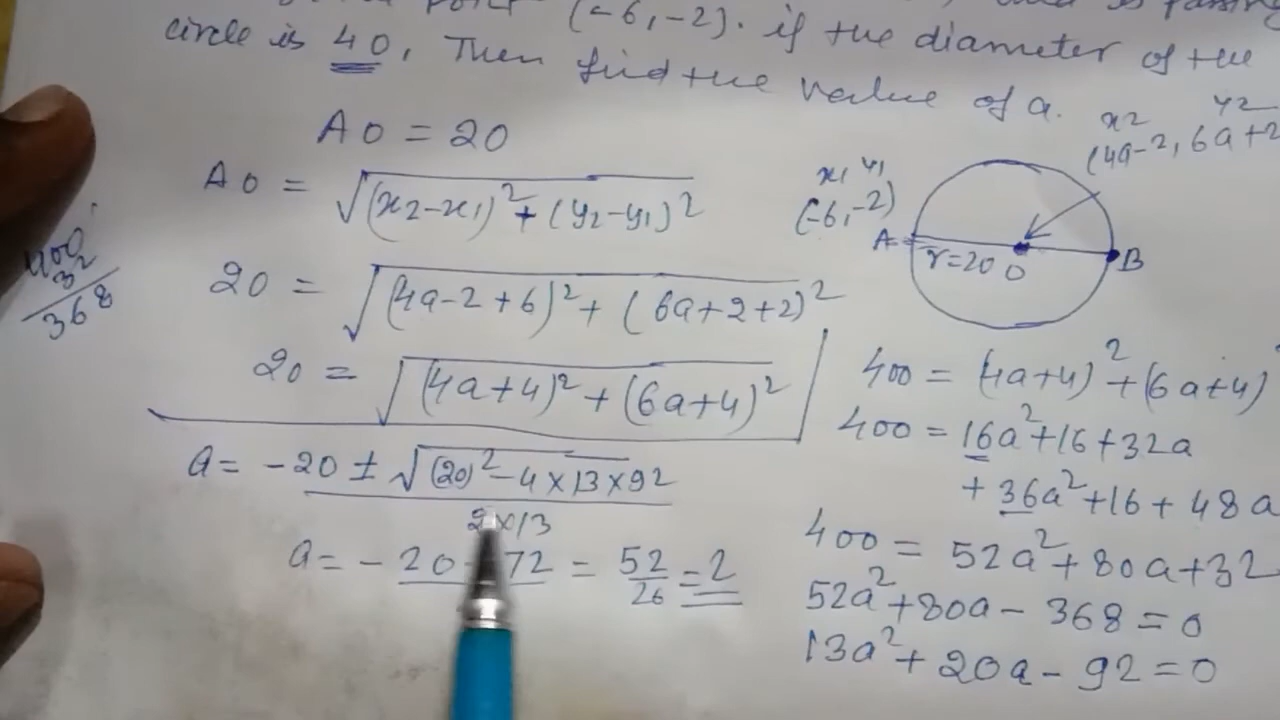 point (-6, -2). if the diameter of the
circle is 40, Then find the value of a.
AO = 20
AO = √(x2-x1)² + (y2-y1)²
20 = √(4a-2+6)² + (6a+2+2)²
20 = √(4a+4)² + (6a+4)²
a = -20 ± √(20)² - 4×13×92
2×13
a = -20 72 = 52/26 = 2
400
32
368
x2 y2
(4a-2, 6a+2
x1 y1
(-6, -2)
A r=20 O B
400 = (4a+4)² + (6a+4)
400 = 16a² + 16 + 32a
+ 36a² + 16 + 48a
400 = 52a² + 80a + 32
52a² + 80a - 368 = 0
13a² + 20a - 92 = 0